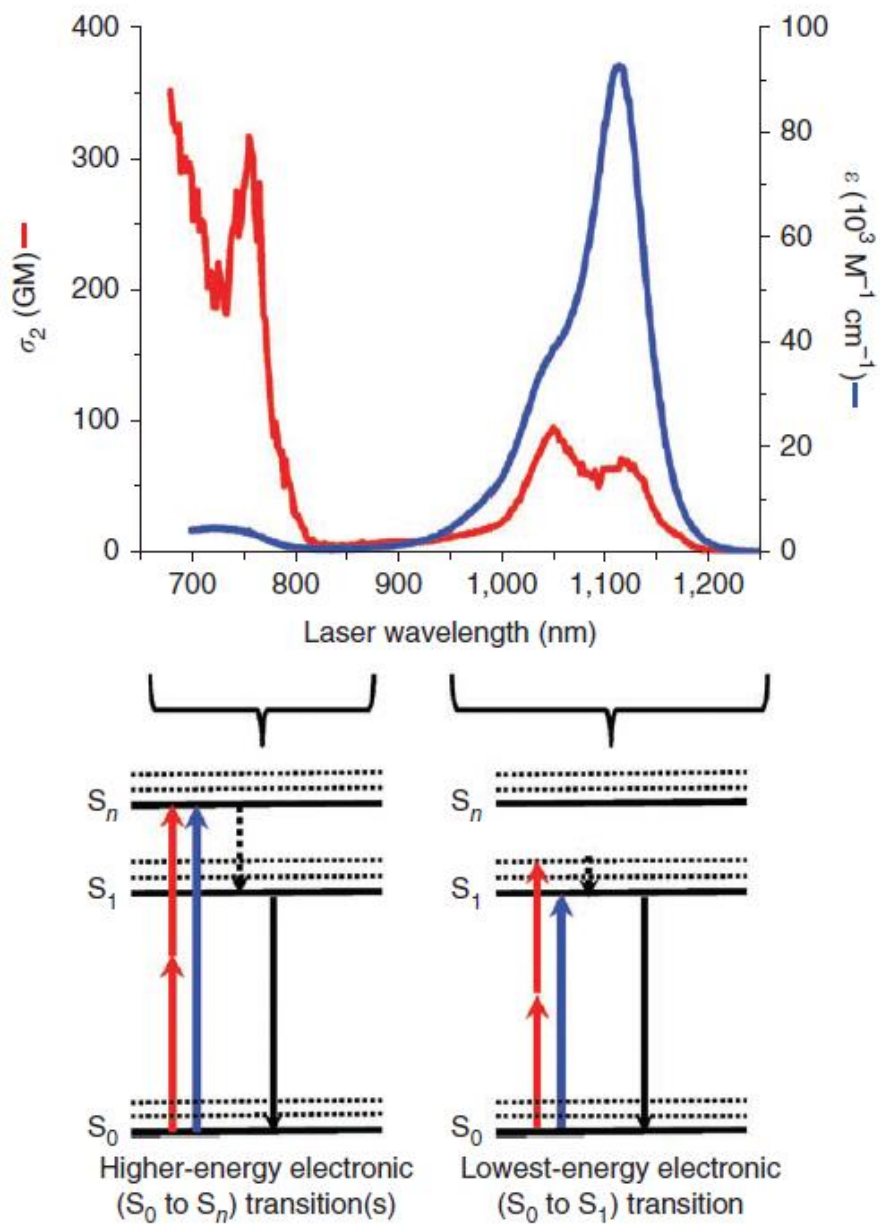 400
300
200
100
0
σ₂ (GM)
100
80
60
40
20
0
ε (10³ M⁻¹ cm⁻¹)
700 800 900 1,000 1,100 1,200
Laser wavelength (nm)
Sₙ
S₁
S₀
Higher-energy electronic
(S₀ to Sₙ) transition(s)
Sₙ
S₁
S₀
Lowest-energy electronic
(S₀ to S₁) transition